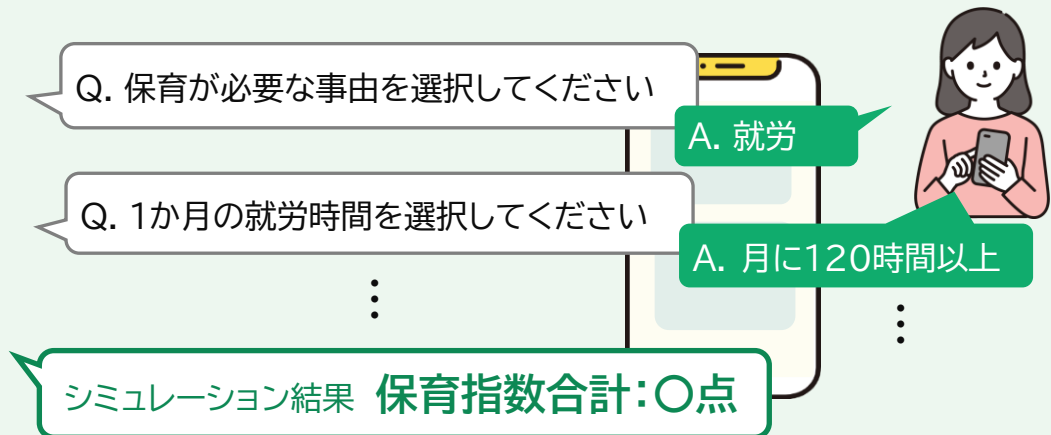 Q. 保育が必要な事由を選択してください
A. 就労
Q. 1か月の就労時間を選択してください
A. 月に120時間以上
⋮
⋮
シミュレーション結果 保育指数合計:〇点